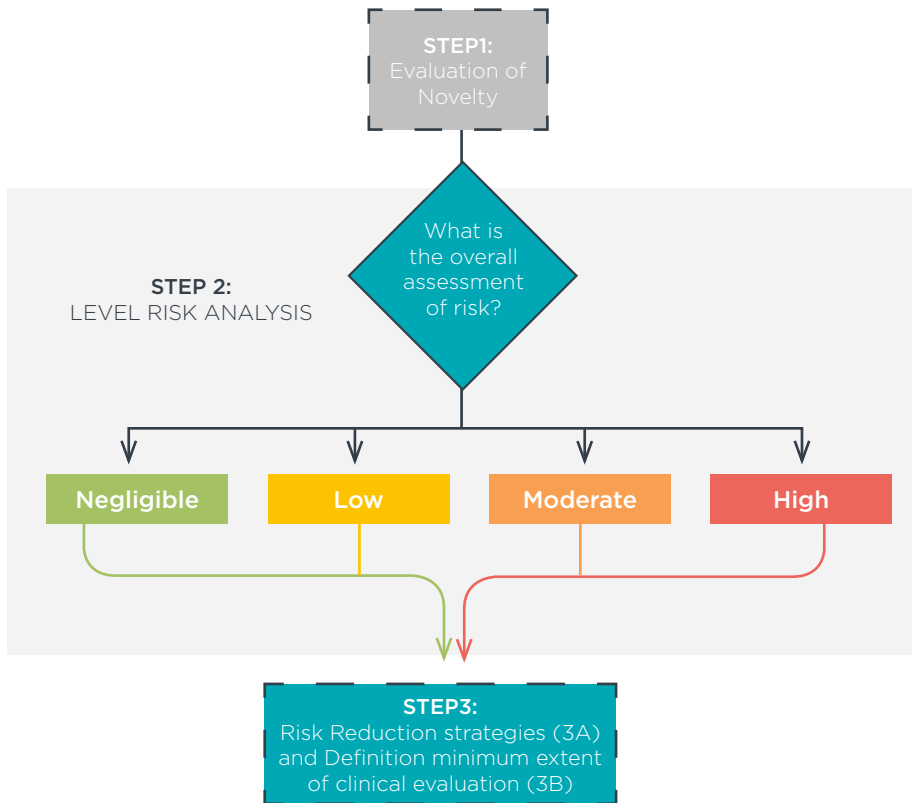 STEP1:
Evaluation of
Novelty
What is
the overall
assessment
of risk?
STEP 2:
LEVEL RISK ANALYSIS
Negligible
Low
Moderate
High
STEP3:
Risk Reduction strategies (3A)
and Definition minimum extent
of clinical evaluation (3B)